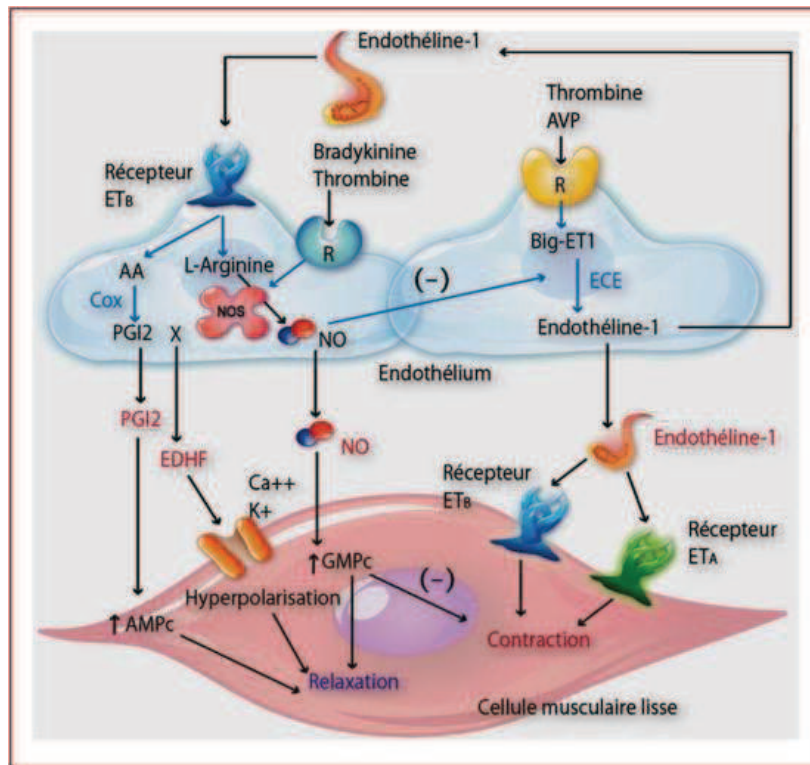 Endothéline-1
Thrombine
AVP
Bradykinine
Thrombine
Récepteur
ETB
R
R
Big-ET1
AA
L-Arginine
(-)
ECE
Cox
NOS
PGI2
X
NO
Endothéline-1
Endothélium
PGI2
NO
Endothéline-1
EDHF
Récepteur
ETB
Ca++
K+
Récepteur
ETA
↑GMPc
(-)
Hyperpolarisation
↑AMPc
Contraction
Relaxation
Cellule musculaire lisse